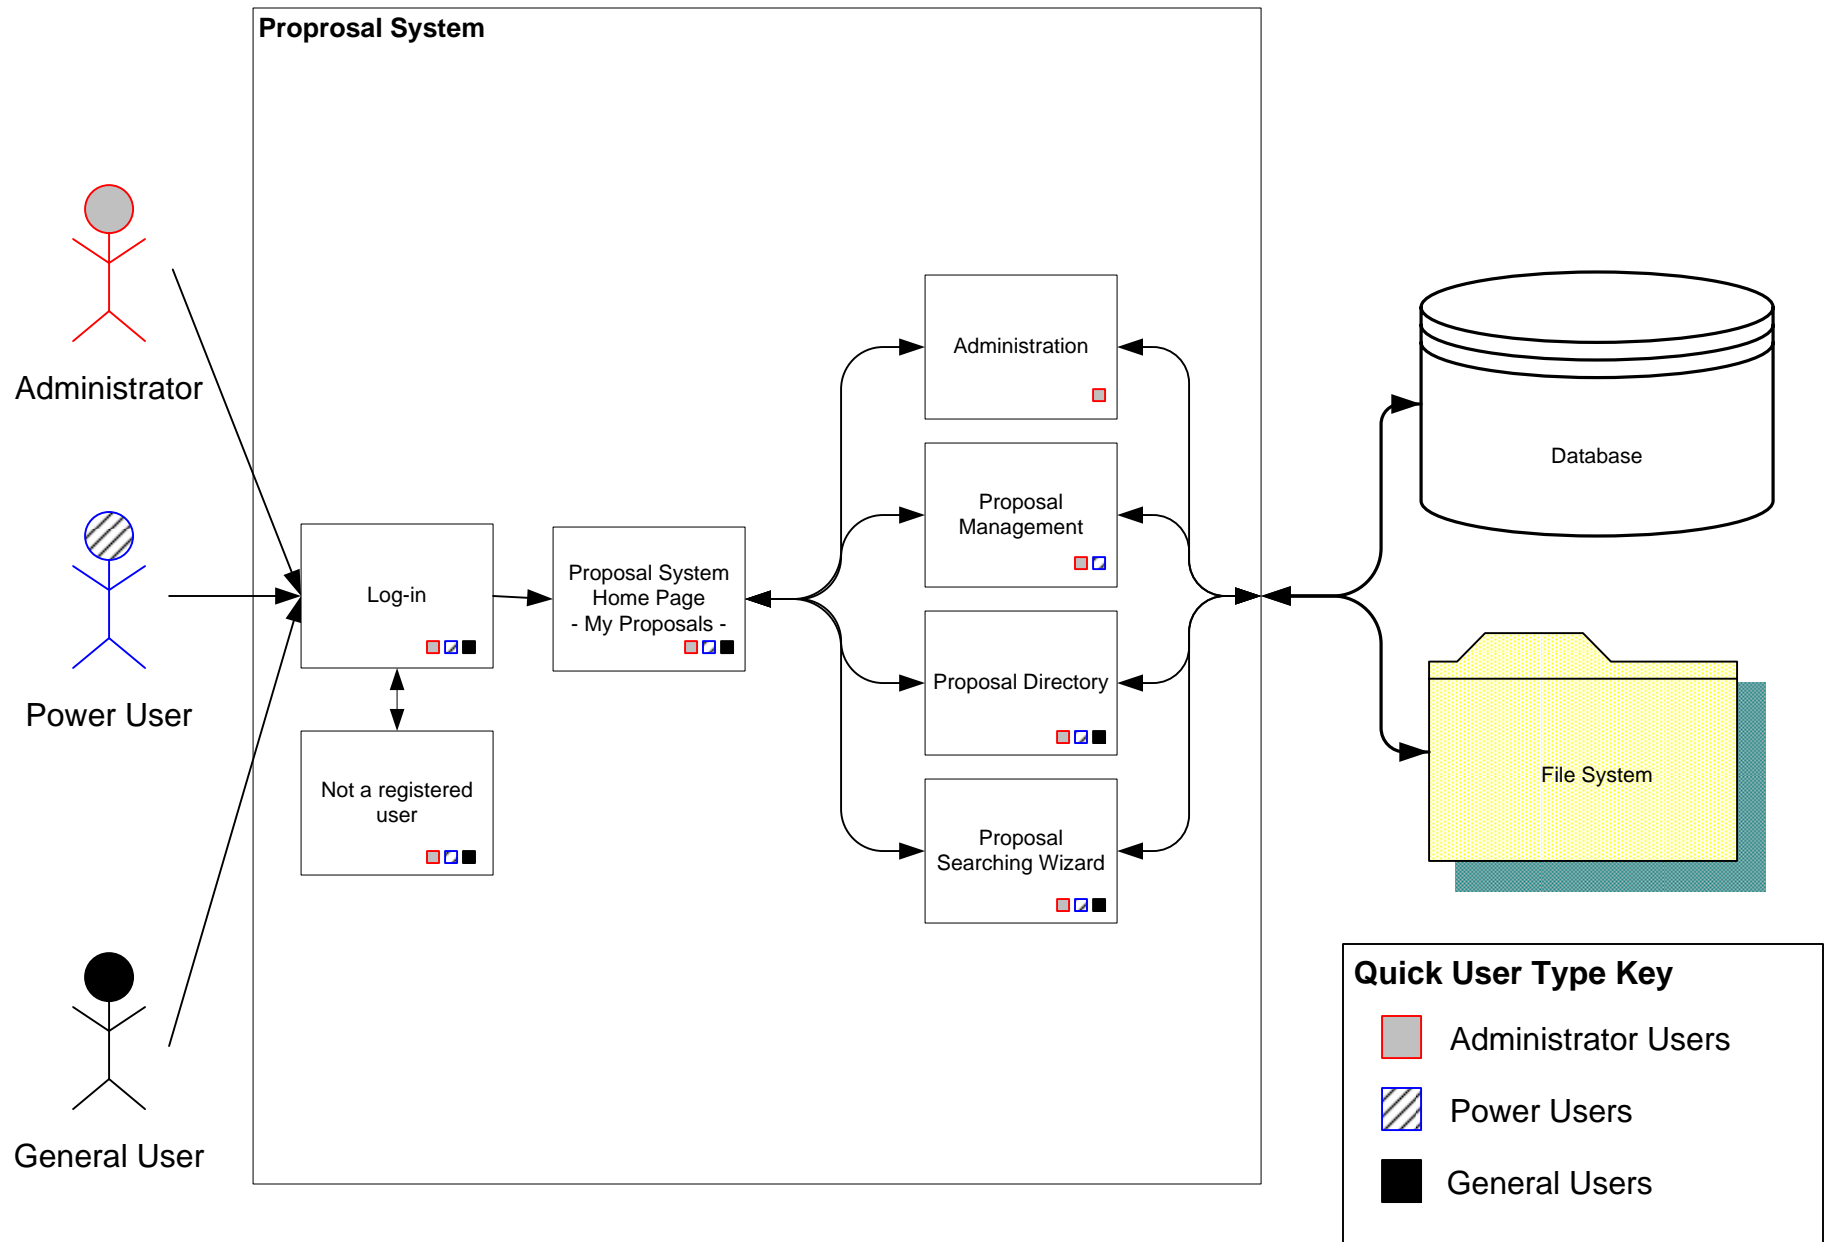 Proprosal System
Administrator
Power User
General User
Log-in
Not a registered
user
Proposal System
Home Page
- My Proposals -
Administration
Proposal
Management
Proposal Directory
Proposal
Searching Wizard
Database
File System
Quick User Type Key
Administrator Users
Power Users
General Users